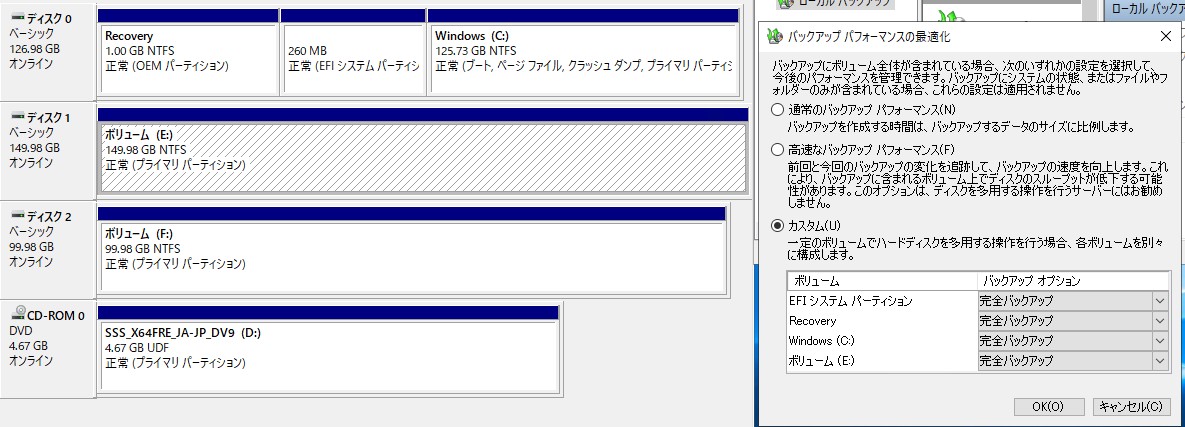 ディスク 0
ベーシック
126.98 GB
オンライン
Recovery
1.00 GB NTFS
正常 (OEM パーティション)
260 MB
正常 (EFI システム パーティシ
Windows (C:)
125.73 GB NTFS
正常 (ブート, ページ ファイル, クラッシュ ダンプ, プライマリ パーティシ
ディスク 1
ベーシック
149.98 GB
オンライン
ボリューム (E:)
149.98 GB NTFS
正常 (プライマリ パーティション)
ディスク 2
ベーシック
99.98 GB
オンライン
ボリューム (F:)
99.98 GB NTFS
正常 (プライマリ パーティション)
CD-ROM 0
DVD
4.67 GB
オンライン
SSS_X64FRE_JA-JP_DV9 (D:)
4.67 GB UDF
正常 (プライマリ パーティション)
ローカル バックアップ
ローカル バックア
バックアップ パフォーマンスの最適化
バックアップにボリューム全体が含まれている場合、次のいずれかの設定を選択して、
今後のパフォーマンスを管理できます。バックアップにシステムの状態、またはファイルやフ
ォルダーのみが含まれている場合、これらの設定は適用されません。
通常のバックアップ パフォーマンス(N)
バックアップを作成する時間は、バックアップするデータのサイズに比例します。
高速なバックアップ パフォーマンス(F)
前回と今回のバックアップの変化を追跡して、バックアップの速度を向上します。これ
により、バックアップに含まれるボリューム上でディスクのスループットが低下する可能
性があります。このオプションは、ディスクを多用する操作を行うサーバーにはお勧め
しません。
カスタム(U)
一定のボリュームでハードディスクを多用する操作を行う場合、各ボリュームを別々
に構成します。
ボリューム バックアップ オプション
EFI システム パーティション 完全バックアップ
Recovery 完全バックアップ
Windows (C:) 完全バックアップ
ボリューム (E:) 完全バックアップ
OK(O) キャンセル(C)